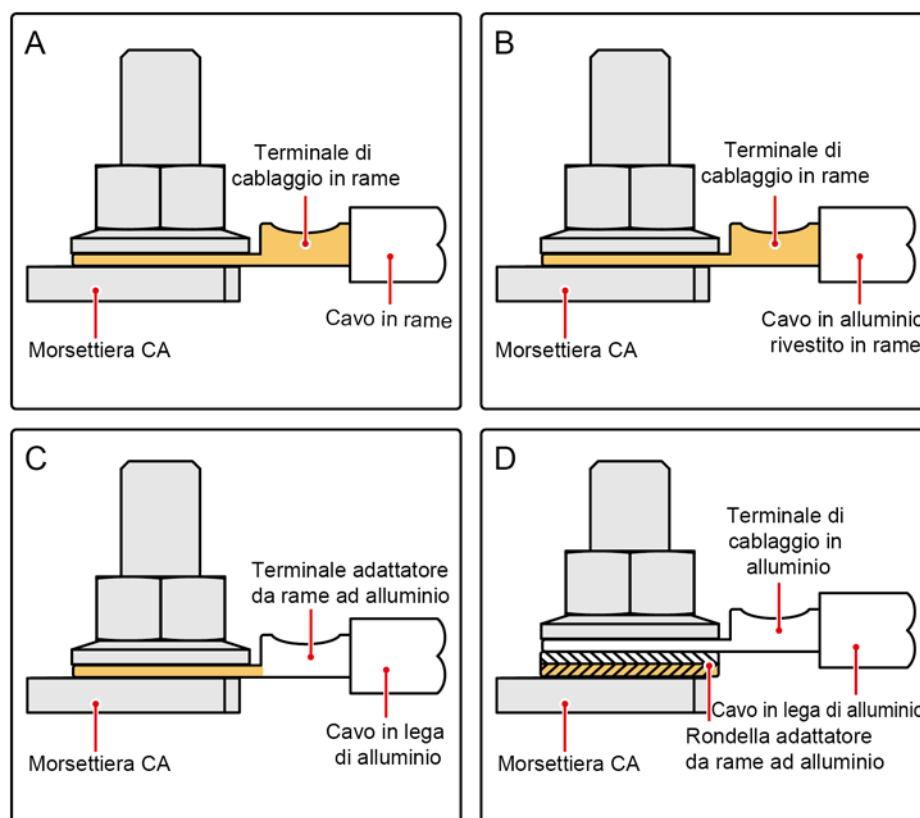 A
Terminale di
cablaggio in rame
Cavo in rame
Morsettiera CA
B
Terminale di
cablaggio in rame
Cavo in alluminio
rivestito in rame
Morsettiera CA
C
Terminale adattatore
da rame ad alluminio
Cavo in lega
di alluminio
Morsettiera CA
D
Terminale di
cablaggio in
alluminio
Cavo in lega di alluminio
Rondella adattatore
da rame ad alluminio
Morsettiera CA